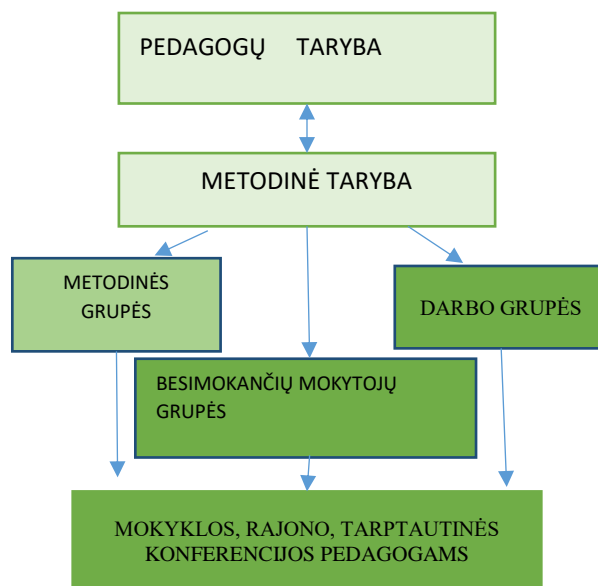 PEDAGOGŲ TARYBA
METODINĖ TARYBA
METODINĖS
GRUPĖS
DARBO GRUPĖS
BESIMOKANČIŲ MOKYTOJŲ
GRUPĖS
MOKYKLOS, RAJONO, TARPTAUTINĖS
KONFERENCIJOS PEDAGOGAMS